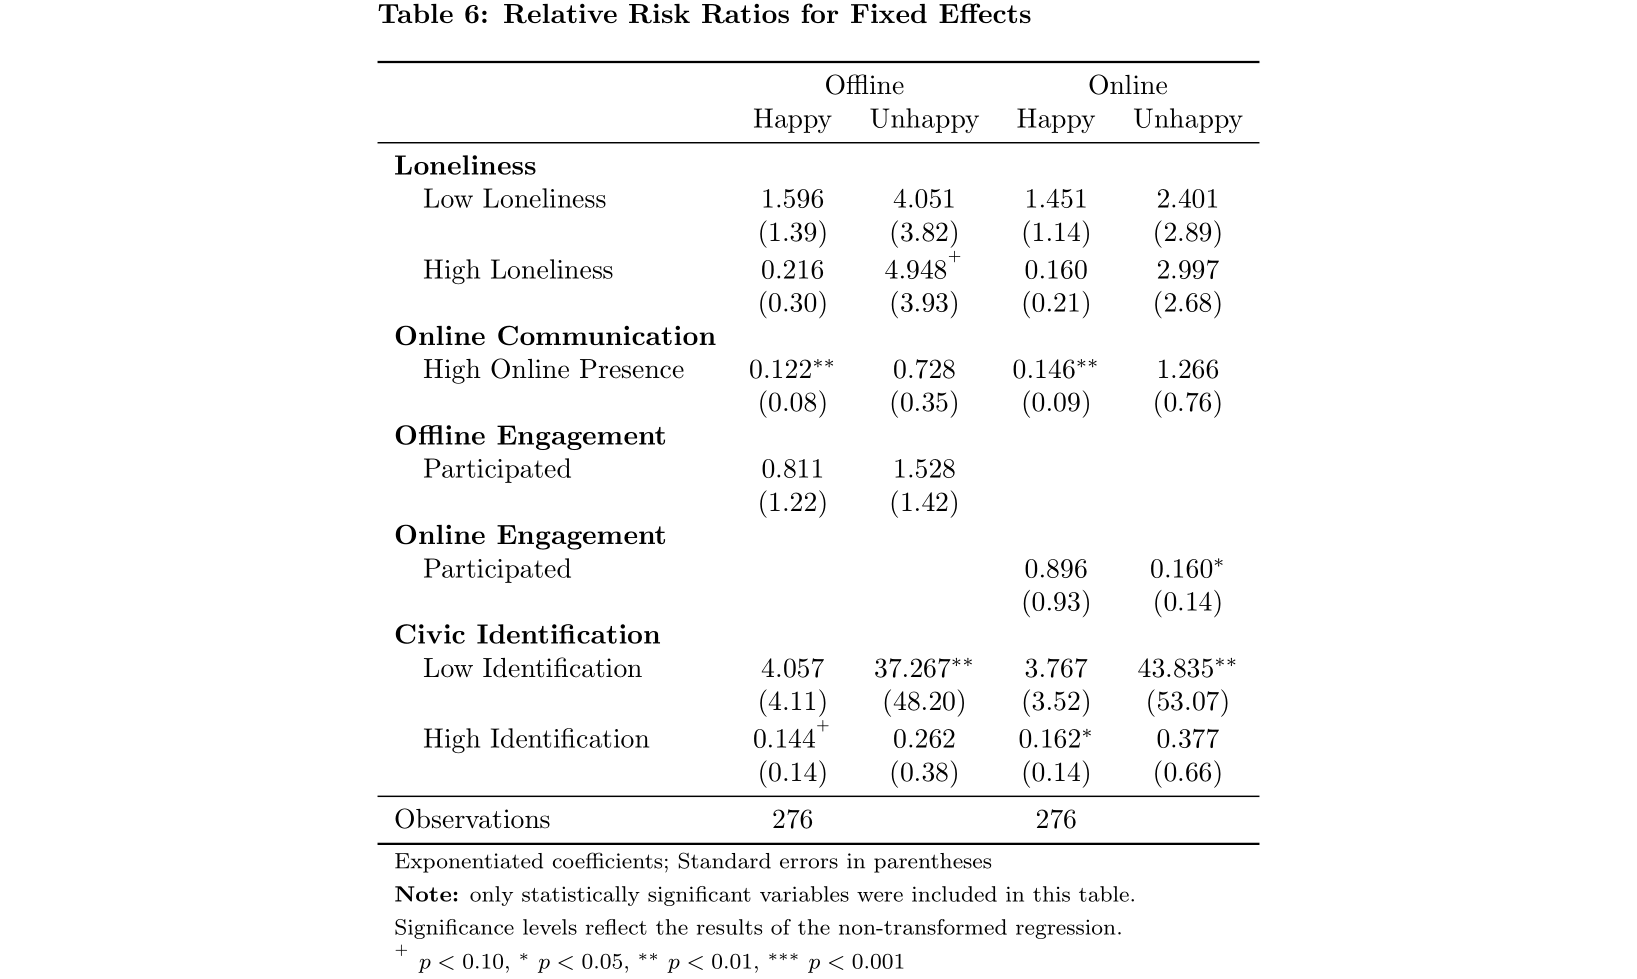 Table 6: Relative Risk Ratios for Fixed Effects
Offline Online
Happy Unhappy Happy Unhappy
Loneliness
Low Loneliness 1.596 4.051 1.451 2.401
(1.39) (3.82) (1.14) (2.89)
High Loneliness 0.216 4.948+ 0.160 2.997
(0.30) (3.93) (0.21) (2.68)
Online Communication
High Online Presence 0.122** 0.728 0.146** 1.266
(0.08) (0.35) (0.09) (0.76)
Offline Engagement
Participated 0.811 1.528
(1.22) (1.42)
Online Engagement
Participated 0.896 0.160*
(0.93) (0.14)
Civic Identification
Low Identification 4.057 37.267** 3.767 43.835**
(4.11) (48.20) (3.52) (53.07)
High Identification 0.144+ 0.262 0.162* 0.377
(0.14) (0.38) (0.14) (0.66)
Observations 276 276
Exponentiated coefficients; Standard errors in parentheses
Note: only statistically significant variables were included in this table.
Significance levels reflect the results of the non-transformed regression.
+ p < 0.10, * p < 0.05, ** p < 0.01, *** p < 0.001